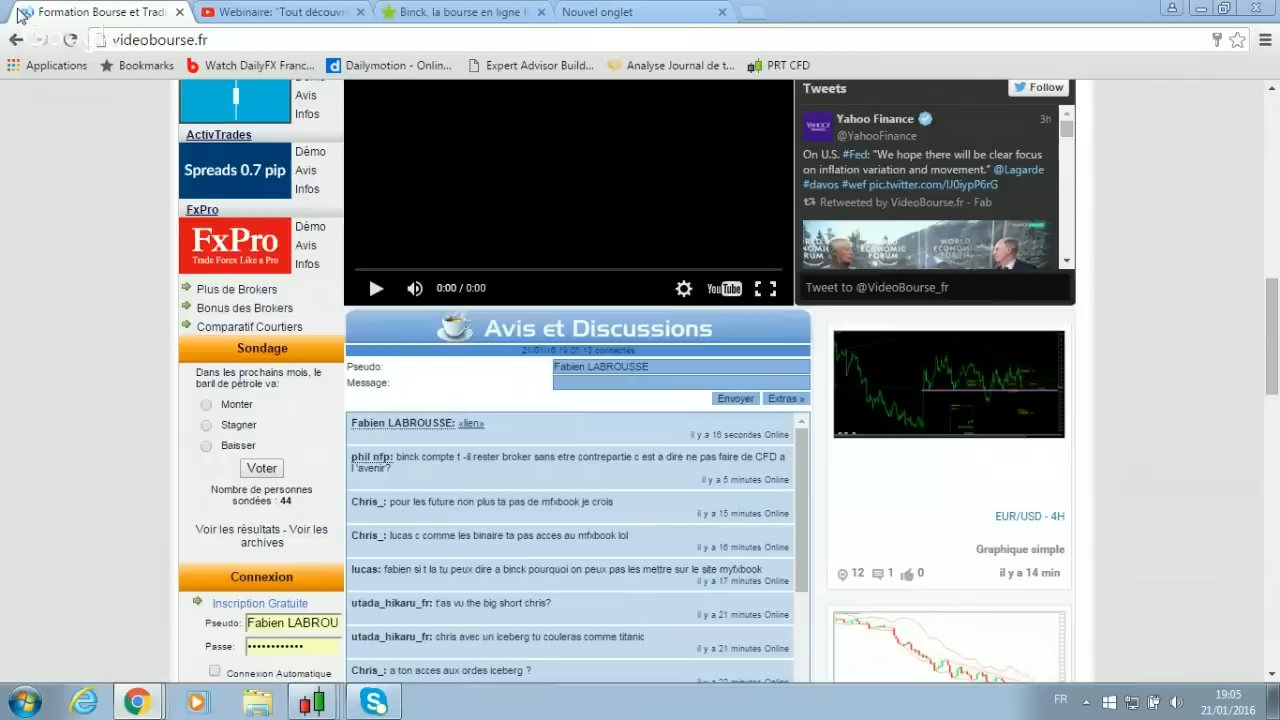 Formation Bourse et Trad
Webinaire: "Tout découvr
Binck, la bourse en ligne
Nouvel onglet
videobourse.fr
Applications
Bookmarks
Watch DailyFX Franc...
Dailymotion - Onlin...
Expert Advisor Build...
Analyse Journal de t...
PRT CFD
Avis
Infos
ActivTrades
Spreads 0.7 pip
Démo
Avis
Infos
FxPro
FxPro
Trade Forex Like a Pro
Démo
Avis
Infos
Plus de Brokers
Bonus des Brokers
Comparatif Courtiers
Sondage
Dans les prochains mois, le
baril de pétrole va:
Monter
Stagner
Baisser
Voter
Nombre de personnes
sondées: 44
Voir les résultats - Voir les
archives
Connexion
Inscription Gratuite
Pseudo: Fabien LABROU
Passe: ••••••••••••
Connexion Automatique
0:00 / 0:00
YouTube
Avis et Discussions
21/01/16 19:05 13 connectés
Pseudo: Fabien LABROUSSE
Message:
Envoyer Extras »
Fabien LABROUSSE: «lien»
il y a 16 secondes Online
phil nfp: binck compte t -il rester broker sans etre contrepartie c est a dire ne pas faire de CFD a
l 'avenir?
il y a 5 minutes Online
Chris_: pour les future non plus ta pas de mfxbook je crois
il y a 15 minutes Online
Chris_: lucas c comme les binaire ta pas acces au mfxbook lol
il y a 16 minutes Online
lucas: fabien si t la tu peux dire a binck pourquoi on peux pas les mettre sur le site myfxbook
il y a 17 minutes Online
utada_hikaru_fr: t'as vu the big short chris?
il y a 21 minutes Online
utada_hikaru_fr: chris avec un iceberg tu couleras comme titanic
il y a 21 minutes Online
Chris_: a ton acces aux ordes iceberg ?
Tweets
Follow
Yahoo Finance 3h
@YahooFinance
On U.S. #Fed: "We hope there will be clear focus
on inflation variation and movement." @Lagarde
#davos #wef pic.twitter.com/lJ0iypP6rG
Retweeted by VideoBourse.fr - Fab
Tweet to @VideoBourse_fr
EUR/USD - 4H
Graphique simple
12 1 0 il y a 14 min
FR
19:05
21/01/2016